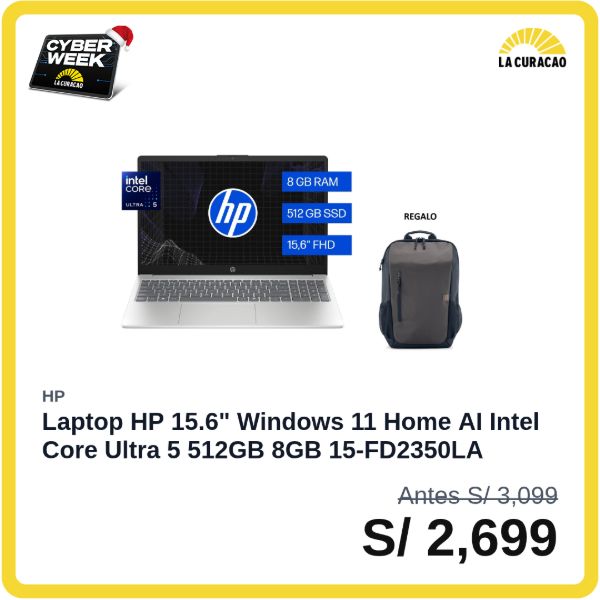 CYBER
WEEK
LA CURACAO
LA CURACAO
intel
CORE
ULTRA 5
hp
8 GB RAM
512 GB SSD
15,6" FHD
REGALO
HP
Laptop HP 15.6" Windows 11 Home AI Intel
Core Ultra 5 512GB 8GB 15-FD2350LA
Antes S/ 3,099
S/ 2,699